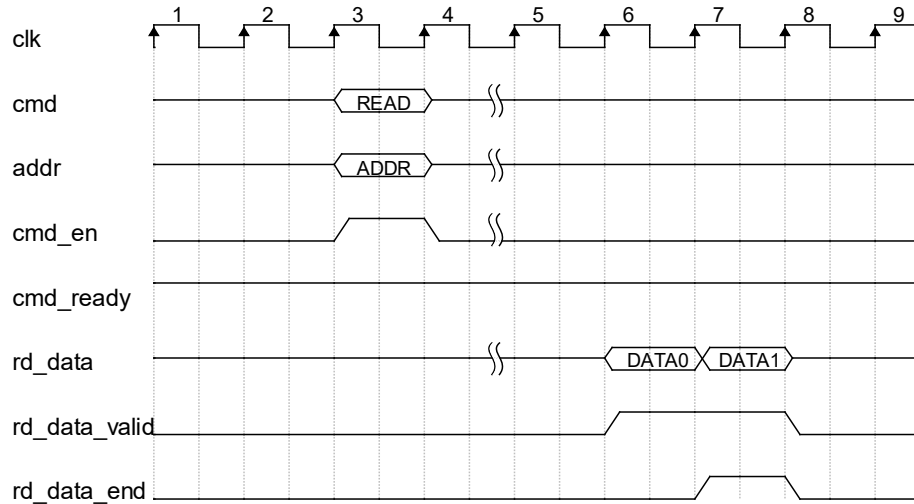 1 2 3 4 5 6 7 8 9
clk
cmd READ
addr ADDR
cmd_en
cmd_ready
rd_data DATA0 DATA1
rd_data_valid
rd_data_end